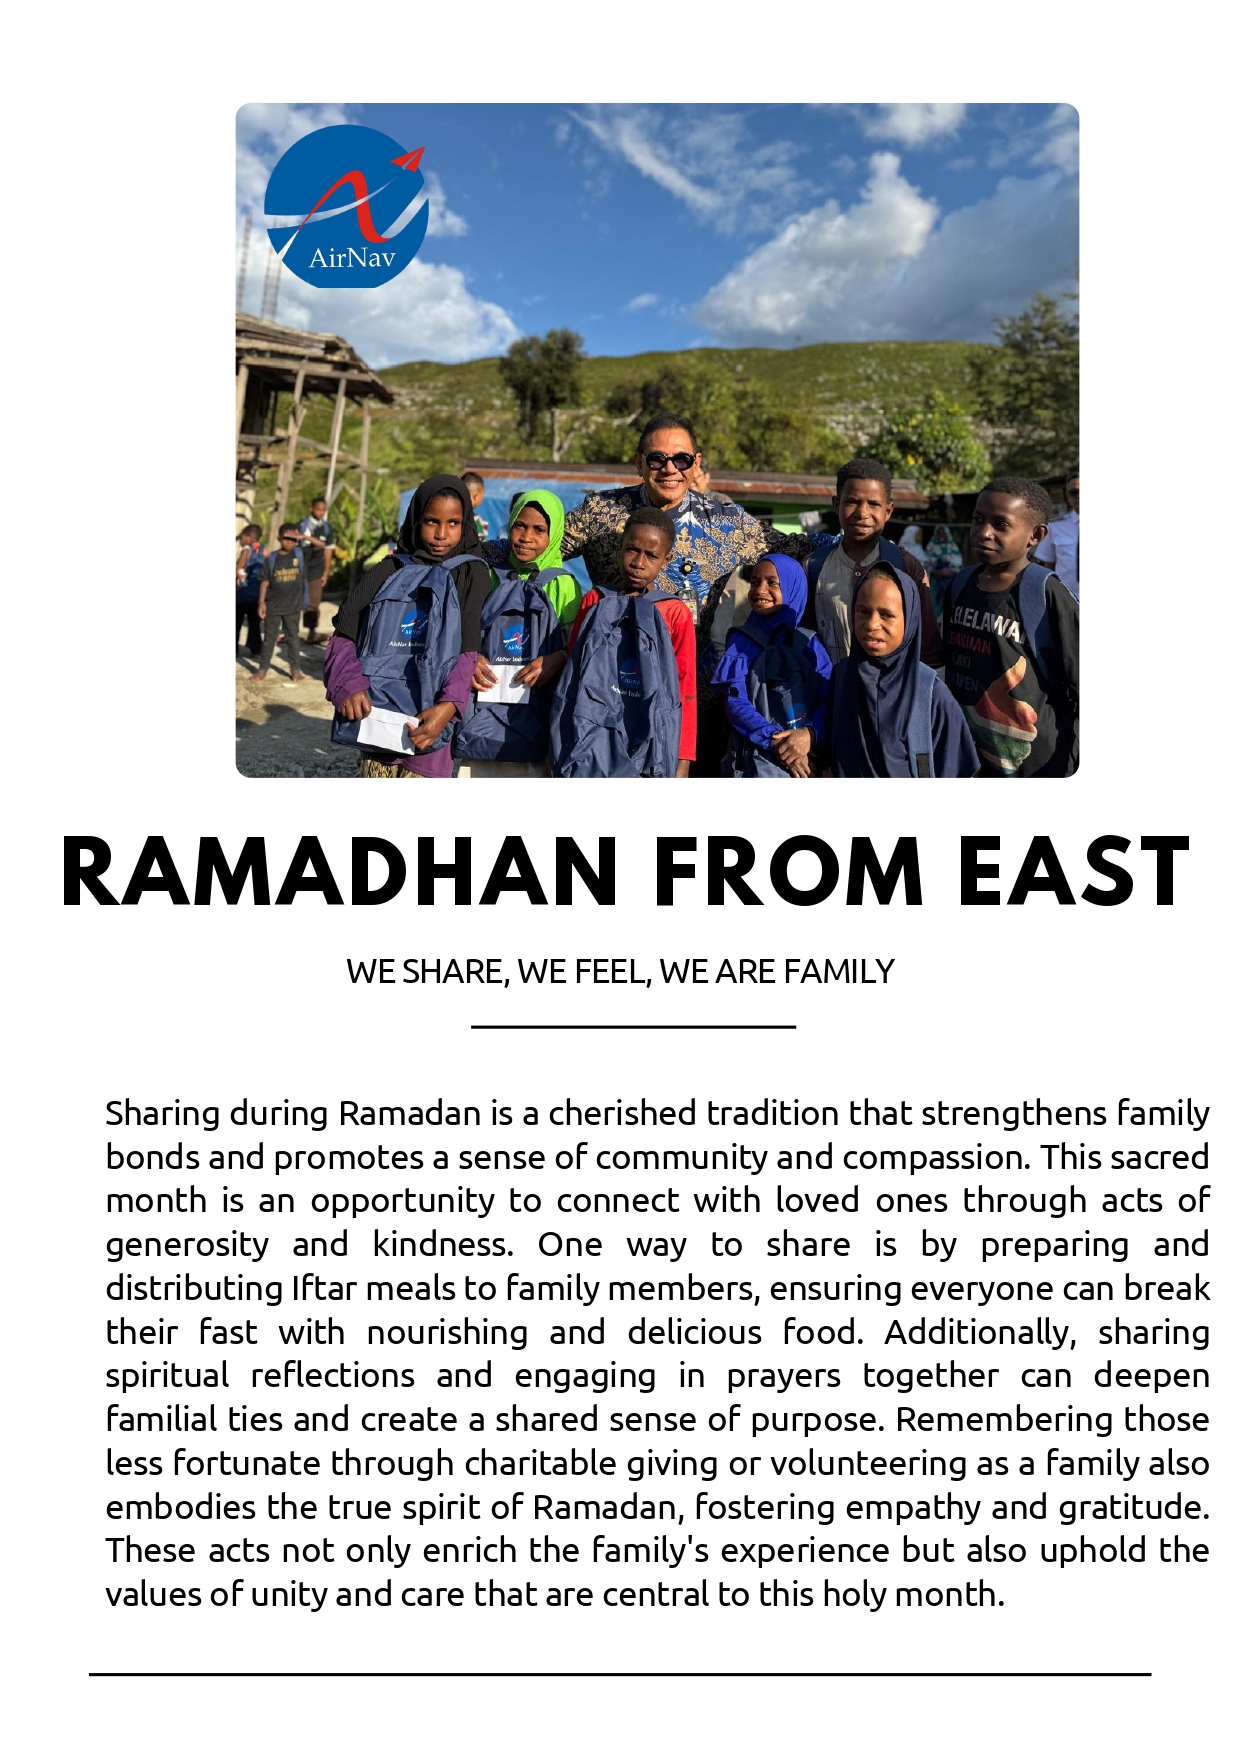 AirNav
AirNav
AirNav
AirNav
RAMADHAN FROM EAST
WE SHARE, WE FEEL, WE ARE FAMILY
Sharing during Ramadan is a cherished tradition that strengthens family
bonds and promotes a sense of community and compassion. This sacred
month is an opportunity to connect with loved ones through acts of
generosity and kindness. One way to share is by preparing and
distributing Iftar meals to family members, ensuring everyone can break
their fast with nourishing and delicious food. Additionally, sharing
spiritual reflections and engaging in prayers together can deepen
familial ties and create a shared sense of purpose. Remembering those
less fortunate through charitable giving or volunteering as a family also
embodies the true spirit of Ramadan, fostering empathy and gratitude.
These acts not only enrich the family's experience but also uphold the
values of unity and care that are central to this holy month.